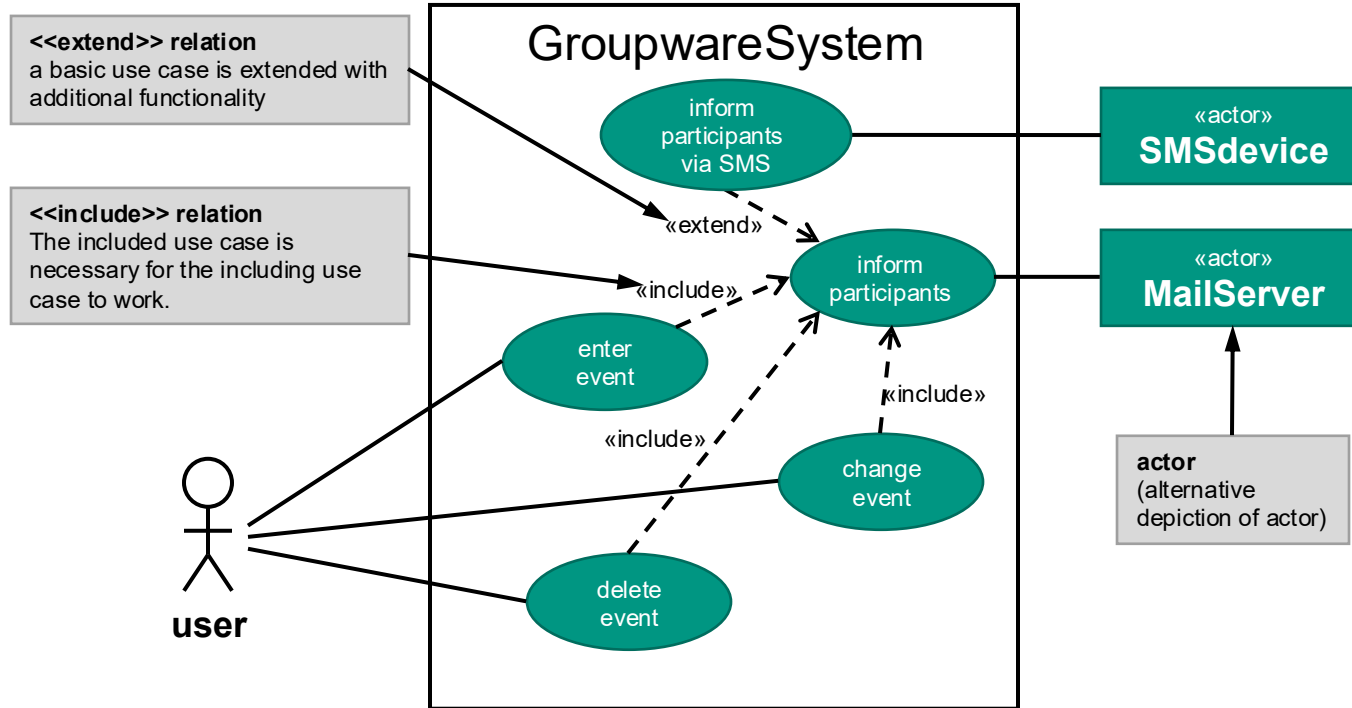 <<extend>> relation
a basic use case is extended with
additional functionality
<<include>> relation
The included use case is
necessary for the including use
case to work.
GroupwareSystem
inform
participants
via SMS
«extend»
inform
participants
«include»
enter
event
«include»
«include»
change
event
delete
event
user
«actor»
SMSdevice
«actor»
MailServer
actor
(alternative
depiction of actor)